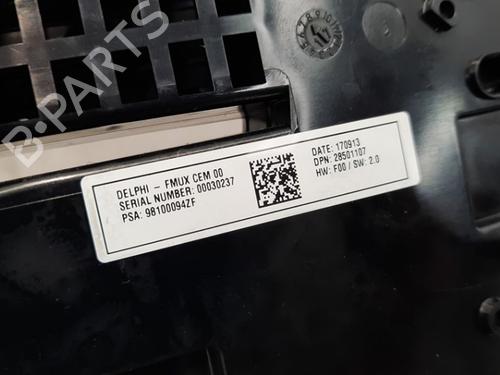 B-PARTS
DELPHI - FMUX CEM 00
SERIAL NUMBER: 00030237
PSA: 98100094ZF
DATE: 170913
DPN: 28501107
HW: F00 / SW: 2.0